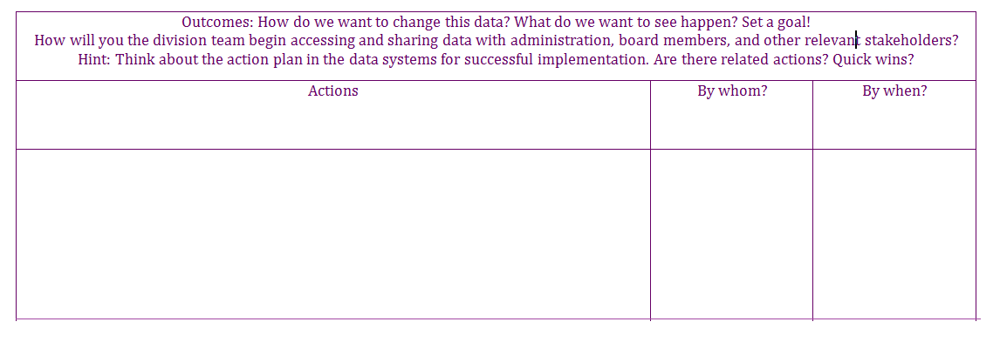 Outcomes: How do we want to change this data? What do we want to see happen? Set a goal!
How will you the division team begin accessing and sharing data with administration, board members, and other relevant stakeholders?
Hint: Think about the action plan in the data systems for successful implementation. Are there related actions? Quick wins?
Actions
By whom?
By when?